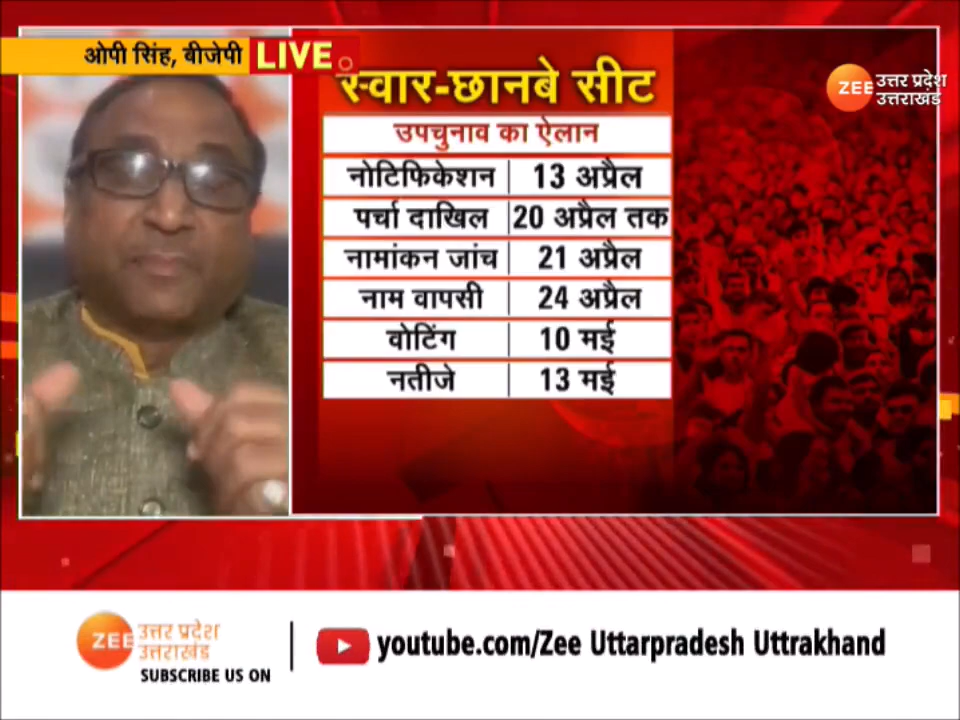 ओपी सिंह, बीजेपी LIVE
स्वार-छानबे सीट
ZEE उत्तर प्रदेश
उत्तराखंड
उपचुनाव का ऐलान
नोटिफिकेशन 13 अप्रैल
पर्चा दाखिल 20 अप्रैल तक
नामांकन जांच 21 अप्रैल
नाम वापसी 24 अप्रैल
वोटिंग 10 मई
नतीजे 13 मई
ZEE उत्तर प्रदेश
उत्तराखंड
SUBSCRIBE US ON
youtube.com/Zee Uttarpradesh Uttrakhand